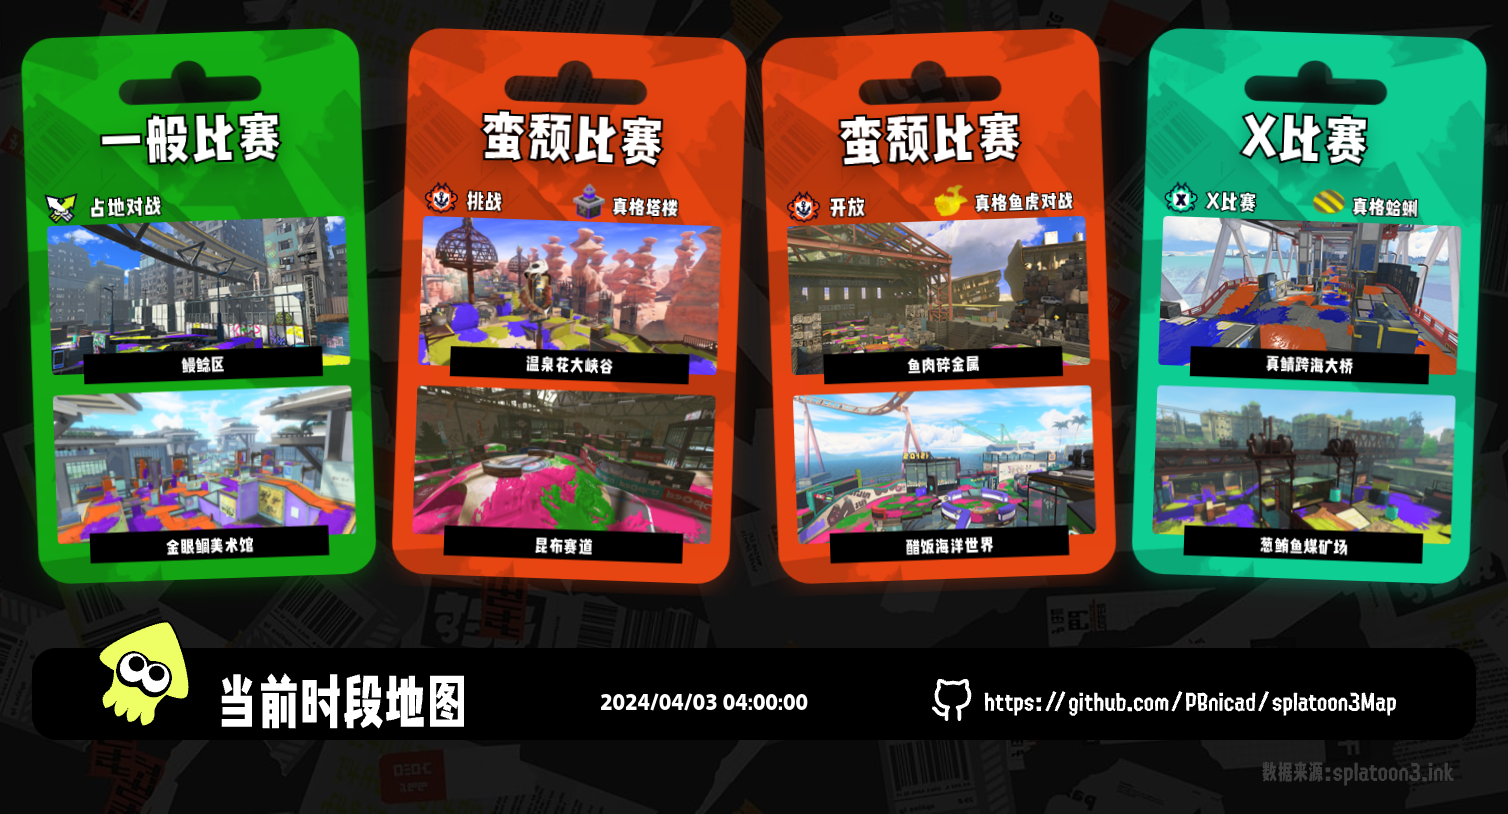 一般比赛
占地对战
鳗鲶区
金眼鲷美术馆
蛮颓比赛
挑战
真格塔楼
温泉花大峡谷
昆布赛道
蛮颓比赛
开放
真格鱼虎对战
鱼肉碎金属
醋饭海洋世界
X比赛
X比赛
真格蛤蜊
真鲭跨海大桥
葱鲔鱼煤矿场
当前时段地图
2024/04/03 04:00:00
https://github.com/PBnicad/splatoon3Map
数据来源:splatoon3.ink